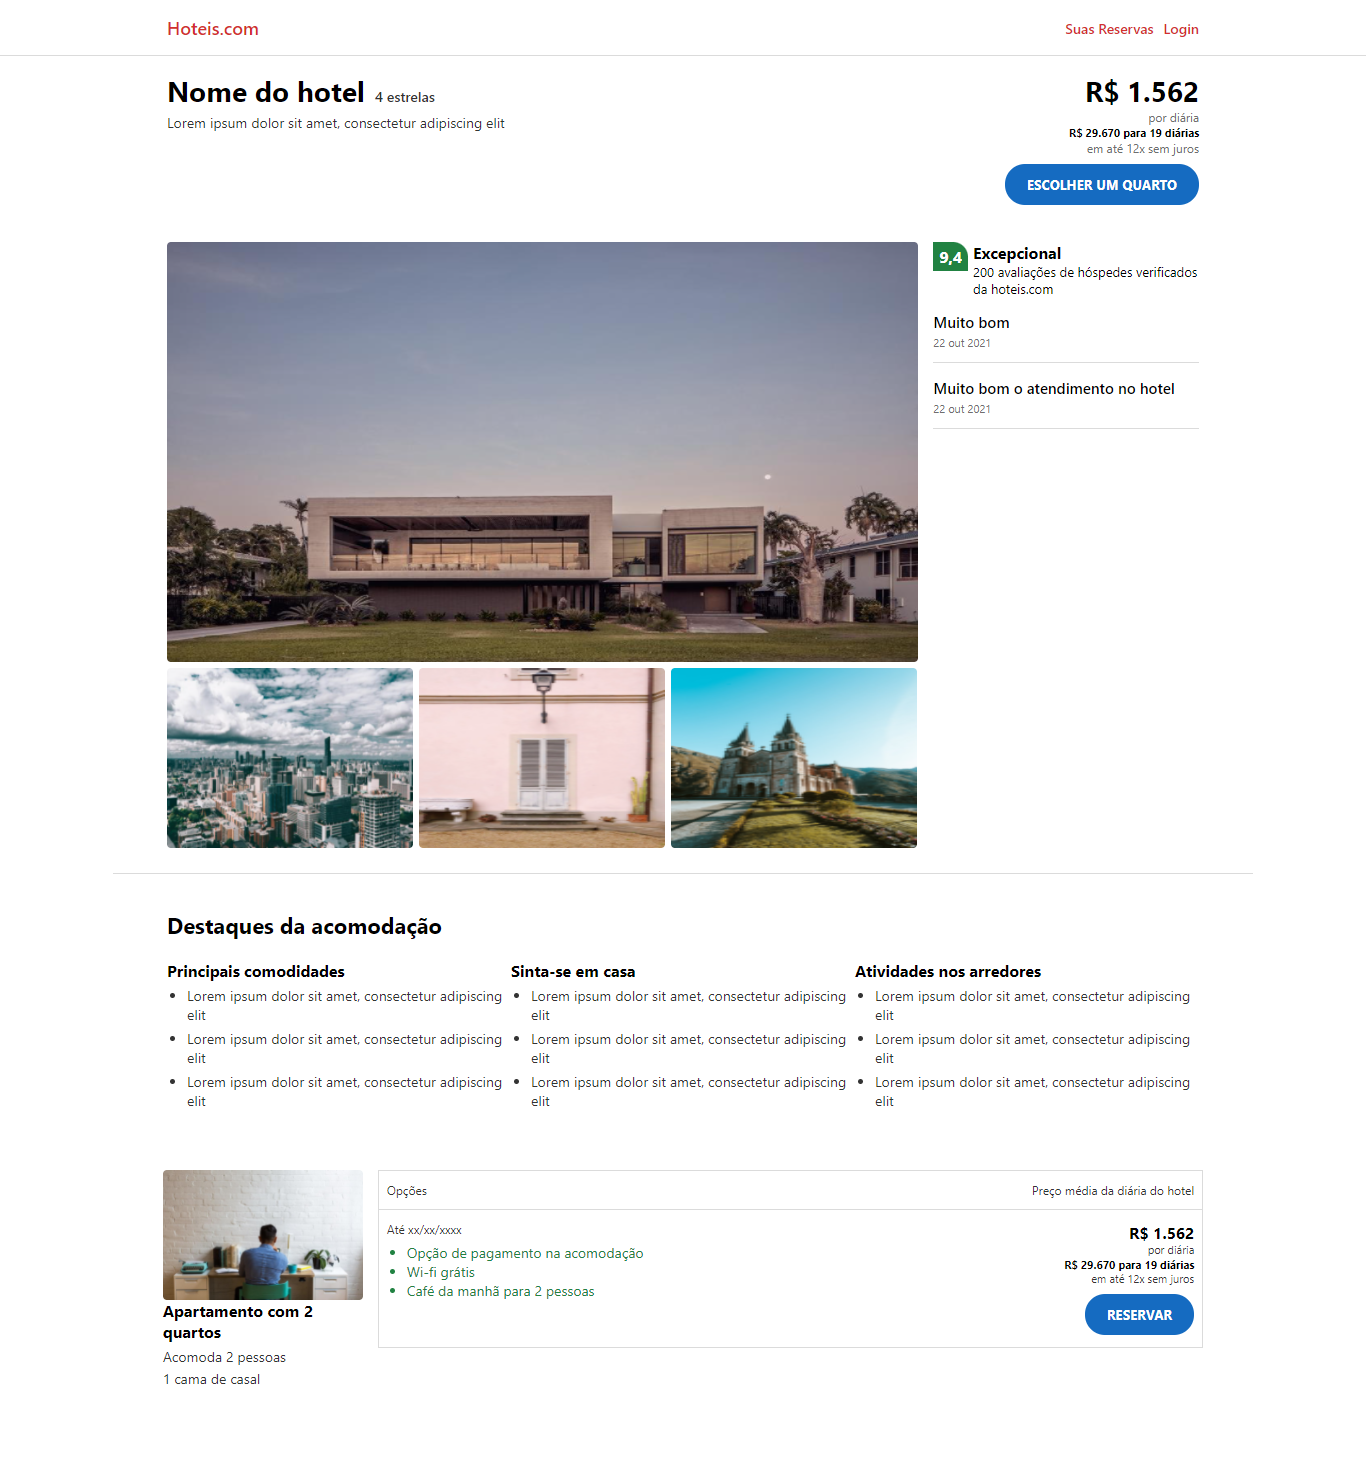 Hoteis.com
Suas Reservas Login
Nome do hotel 4 estrelas
Lorem ipsum dolor sit amet, consectetur adipiscing elit
R$ 1.562
por diária
R$ 29.670 para 19 diárias
em até 12x sem juros
ESCOLHER UM QUARTO
9,4 Excepcional
200 avaliações de hóspedes verificados
da hoteis.com
Muito bom
22 out 2021
Muito bom o atendimento no hotel
22 out 2021
Destaques da acomodação
Principais comodidades
Lorem ipsum dolor sit amet, consectetur adipiscing
elit
Lorem ipsum dolor sit amet, consectetur adipiscing
elit
Lorem ipsum dolor sit amet, consectetur adipiscing
elit
Sinta-se em casa
Lorem ipsum dolor sit amet, consectetur adipiscing
elit
Lorem ipsum dolor sit amet, consectetur adipiscing
elit
Lorem ipsum dolor sit amet, consectetur adipiscing
elit
Atividades nos arredores
Lorem ipsum dolor sit amet, consectetur adipiscing
elit
Lorem ipsum dolor sit amet, consectetur adipiscing
elit
Lorem ipsum dolor sit amet, consectetur adipiscing
elit
Apartamento com 2
quartos
Acomoda 2 pessoas
1 cama de casal
Opções
Preço média da diária do hotel
Até xx/xx/xxxx
Opção de pagamento na acomodação
Wi-fi grátis
Café da manhã para 2 pessoas
R$ 1.562
por diária
R$ 29.670 para 19 diárias
em até 12x sem juros
RESERVAR